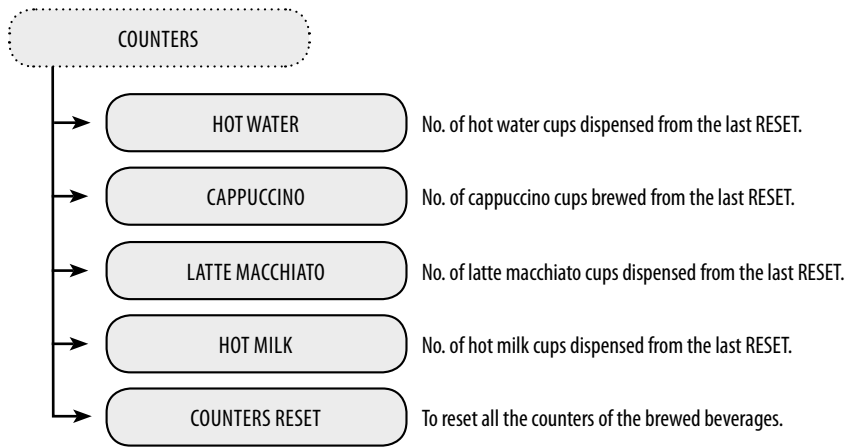 COUNTERS
HOT WATER No. of hot water cups dispensed from the last RESET.
CAPPUCCINO No. of cappuccino cups brewed from the last RESET.
LATTE MACCHIATO No. of latte macchiato cups dispensed from the last RESET.
HOT MILK No. of hot milk cups dispensed from the last RESET.
COUNTERS RESET To reset all the counters of the brewed beverages.